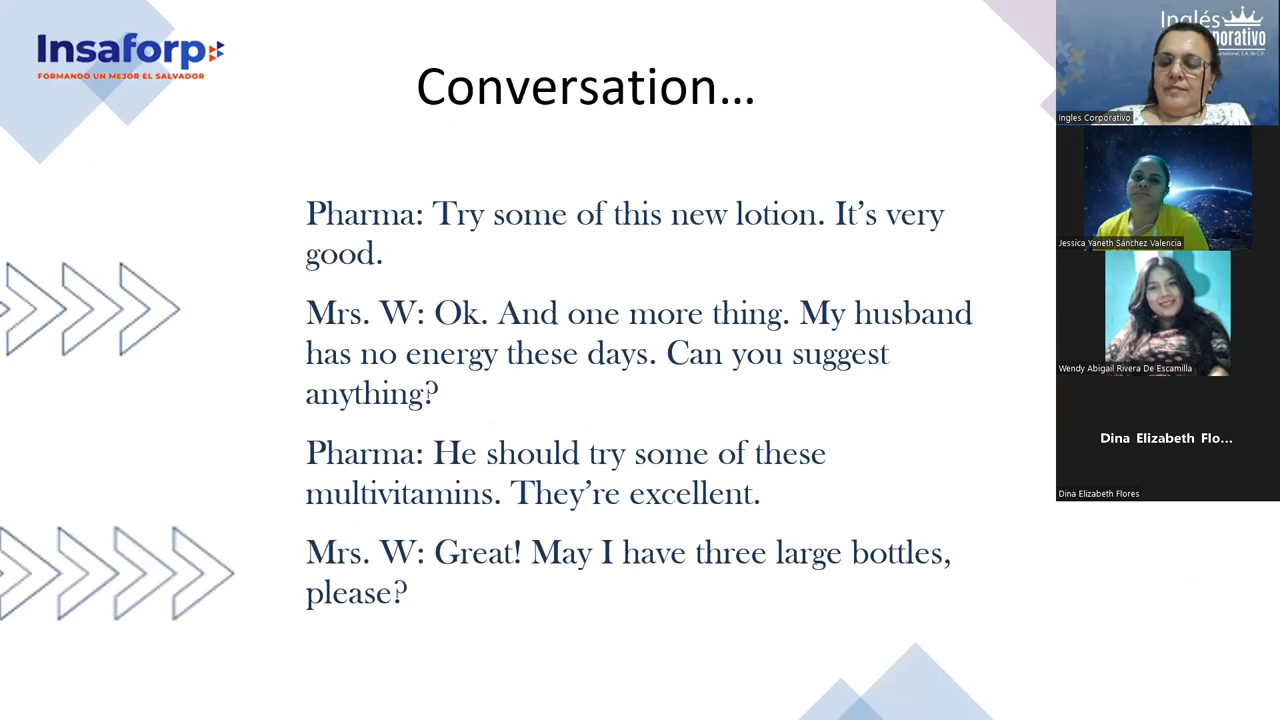 Insaforp
FORMANDO UN MEJOR EL SALVADOR
Conversation…
Pharma: Try some of this new lotion. It’s very
good.
Mrs. W: Ok. And one more thing. My husband
has no energy these days. Can you suggest
anything?
Pharma: He should try some of these
multivitamins. They’re excellent.
Mrs. W: Great! May I have three large bottles,
please?
Inglés
Ingles Corporativo
Jessica Yaneth Sánchez Valencia
Wendy Abigail Rivera De Escamilla
Dina Elizabeth Flo...
Dina Elizabeth Flores